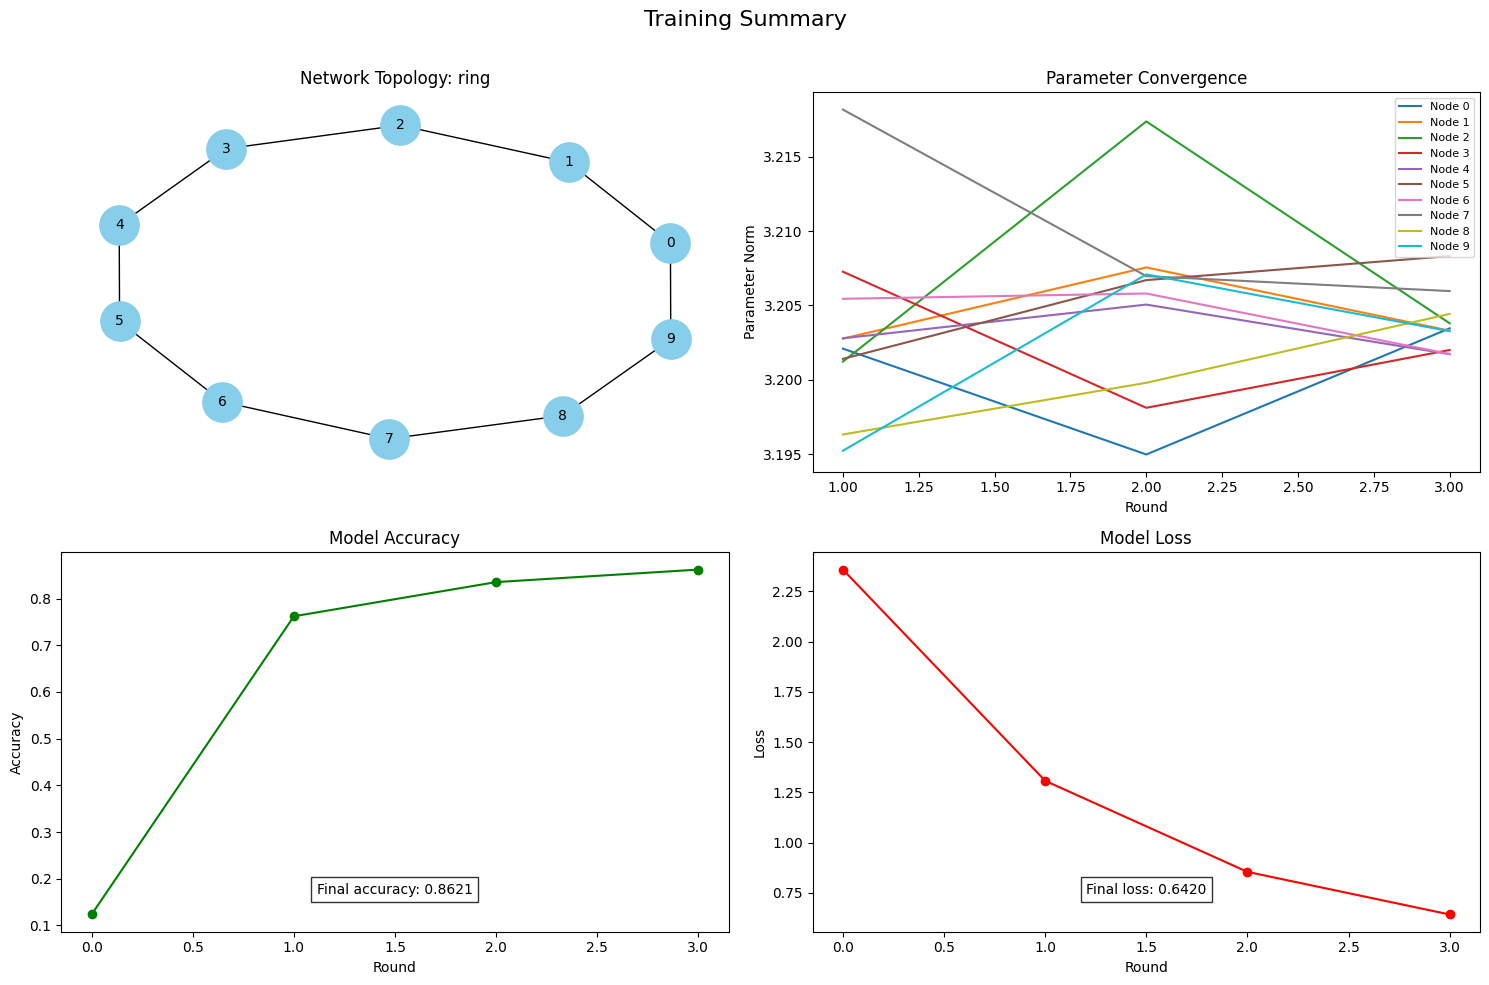 Training Summary
Network Topology: ring
2
3
1
4
0
5
9
6
8
7
Parameter Convergence
Parameter Norm
3.215
3.210
3.205
3.200
3.195
Node 0
Node 1
Node 2
Node 3
Node 4
Node 5
Node 6
Node 7
Node 8
Node 9
1.00 1.25 1.50 1.75 2.00 2.25 2.50 2.75 3.00
Round
Model Accuracy
Accuracy
0.8
0.7
0.6
0.5
0.4
0.3
0.2
0.1
Final accuracy: 0.8621
0.0 0.5 1.0 1.5 2.0 2.5 3.0
Round
Model Loss
Loss
2.25
2.00
1.75
1.50
1.25
1.00
0.75
Final loss: 0.6420
0.0 0.5 1.0 1.5 2.0 2.5 3.0
Round